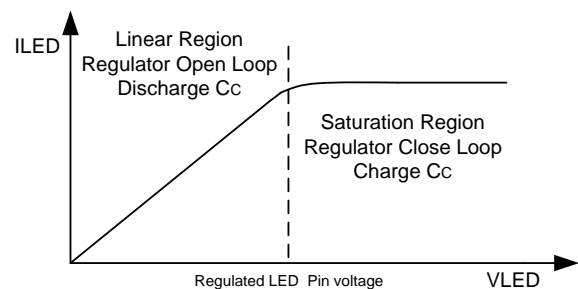 ILED
Linear Region
Regulator Open Loop
Discharge Cc
Saturation Region
Regulator Close Loop
Charge Cc
Regulated LED Pin voltage
VLED